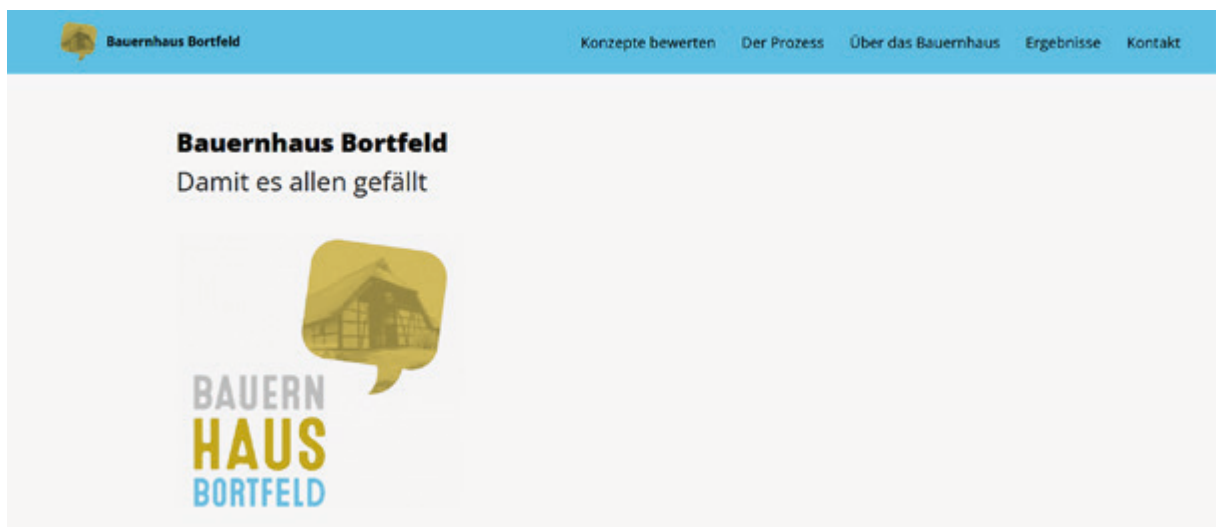 Bauernhaus Bortfeld
Konzepte bewerten Der Prozess Über das Bauernhaus Ergebnisse Kontakt
Bauernhaus Bortfeld
Damit es allen gefällt
BAUERN
HAUS
BORTFELD